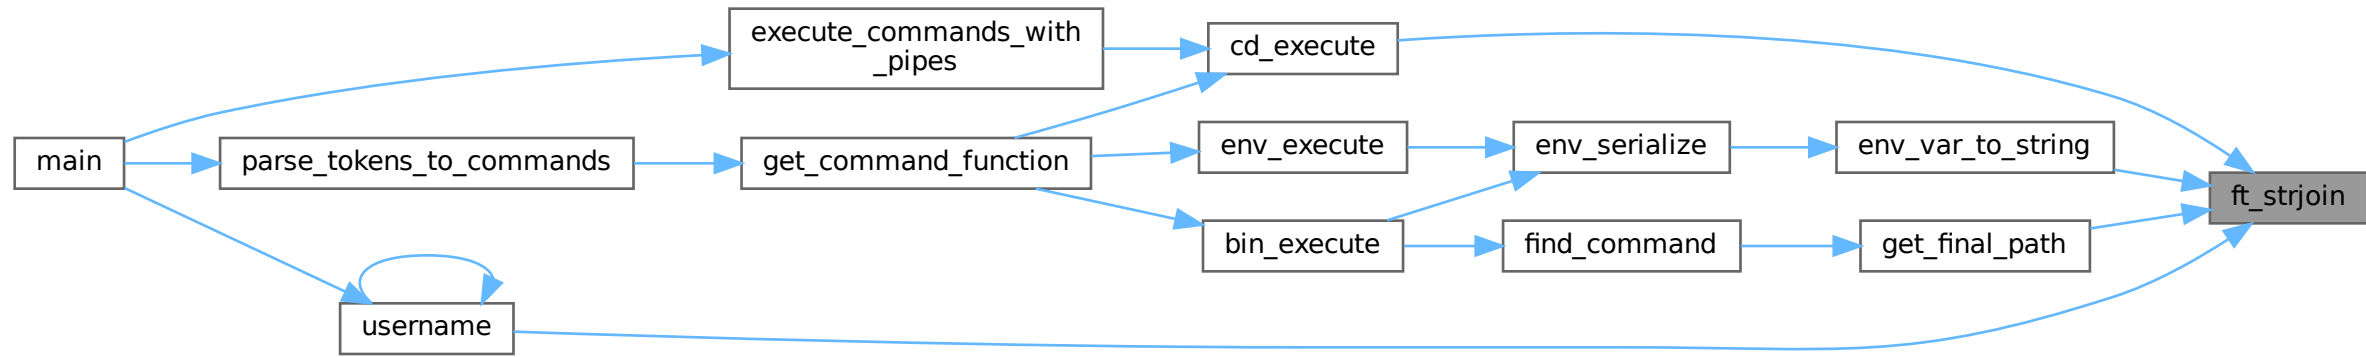 execute_commands_with
_pipes
cd_execute
main
parse_tokens_to_commands
get_command_function
env_execute
env_serialize
env_var_to_string
ft_strjoin
bin_execute
find_command
get_final_path
username